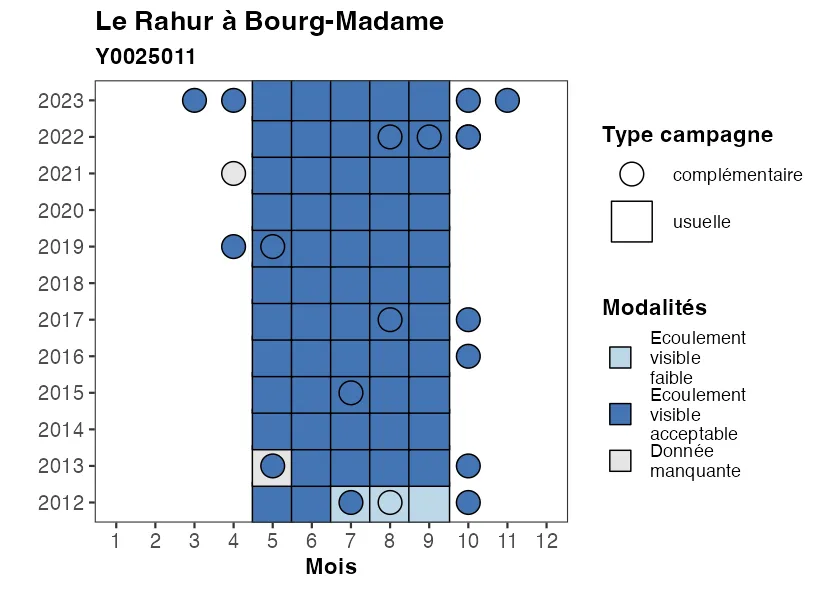 Le Rahur à Bourg-Madame
Y0025011
2023
2022
2021
2020
2019
2018
2017
2016
2015
2014
2013
2012
1 2 3 4 5 6 7 8 9 10 11 12
Mois
Type campagne
complémentaire
usuelle
Modalités
Ecoulement
visible
faible
Ecoulement
visible
acceptable
Donnée
manquante